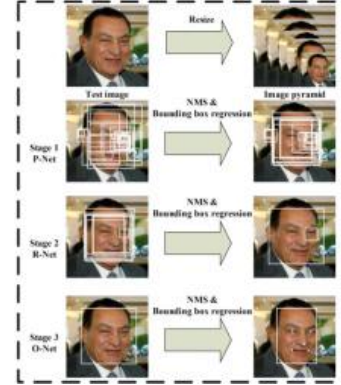 Resize
Test image
Image pyramid
Stage 1
P-Net
NMS &
Bounding box regression
Stage 2
R-Net
NMS &
Bounding box regression
Stage 3
O-Net
NMS &
Bounding box regression